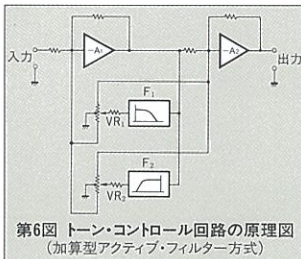 入力
-A₁
-A₂
出力
F₁
VR₁
F₂
VR₂
第6図 トーン・コントロール回路の原理図
(加算型アクティブ・フィルター方式)